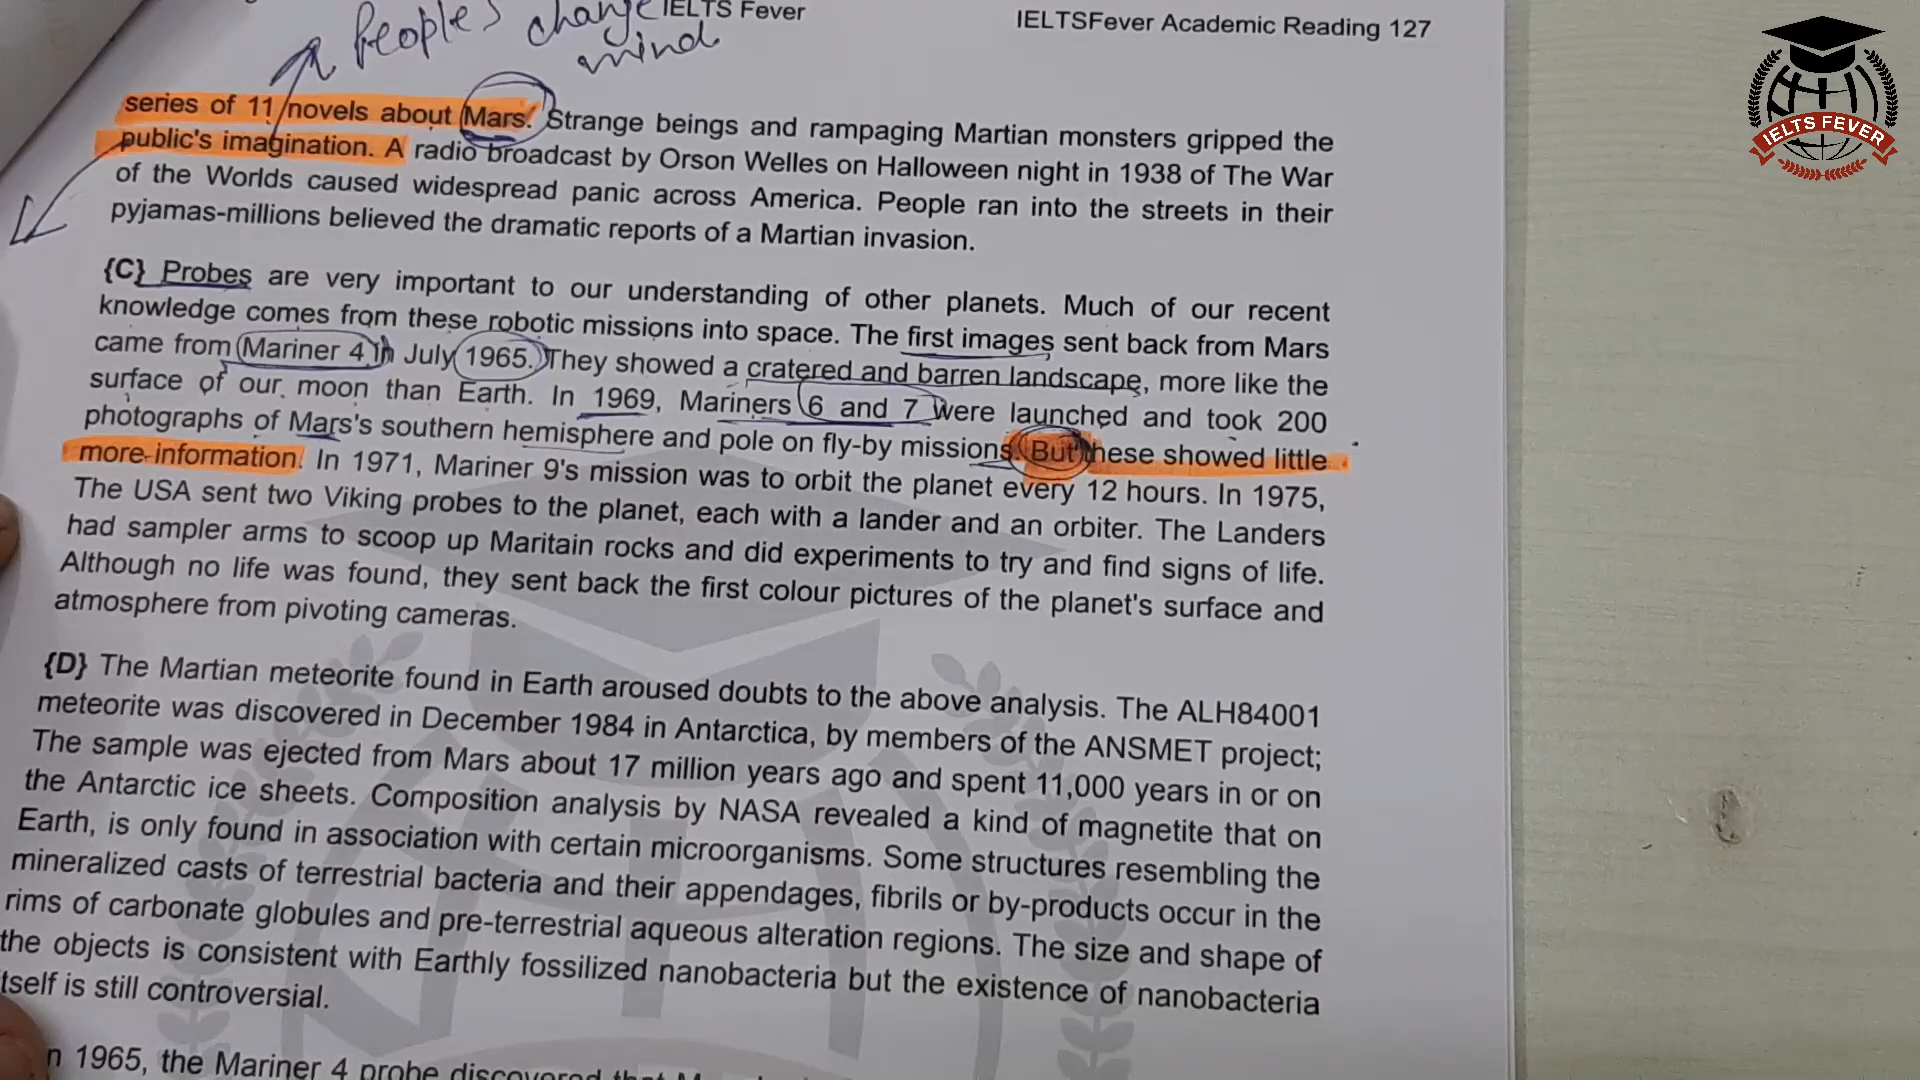 People's change IELTS Fever
mind
IELTSFever Academic Reading 127
IELTS FEVER
series of 11 novels about Mars. Strange beings and rampaging Martian monsters gripped the
public's imagination. A radio broadcast by Orson Welles on Halloween night in 1938 of The War
of the Worlds caused widespread panic across America. People ran into the streets in their
pyjamas-millions believed the dramatic reports of a Martian invasion.
{C} Probes are very important to our understanding of other planets. Much of our recent
knowledge comes from these robotic missions into space. The first images sent back from Mars
came from Mariner 4 in July 1965. They showed a cratered and barren landscape, more like the
surface of our moon than Earth. In 1969, Mariners 6 and 7 were launched and took 200
photographs of Mars's southern hemisphere and pole on fly-by missions. But these showed little
more information. In 1971, Mariner 9's mission was to orbit the planet every 12 hours. In 1975,
The USA sent two Viking probes to the planet, each with a lander and an orbiter. The Landers
had sampler arms to scoop up Maritain rocks and did experiments to try and find signs of life.
Although no life was found, they sent back the first colour pictures of the planet's surface and
atmosphere from pivoting cameras.
{D} The Martian meteorite found in Earth aroused doubts to the above analysis. The ALH84001
meteorite was discovered in December 1984 in Antarctica, by members of the ANSMET project;
The sample was ejected from Mars about 17 million years ago and spent 11,000 years in or on
the Antarctic ice sheets. Composition analysis by NASA revealed a kind of magnetite that on
Earth, is only found in association with certain microorganisms. Some structures resembling the
mineralized casts of terrestrial bacteria and their appendages, fibrils or by-products occur in the
rims of carbonate globules and pre-terrestrial aqueous alteration regions. The size and shape of
the objects is consistent with Earthly fossilized nanobacteria but the existence of nanobacteria
tself is still controversial.
n 1965, the Mariner 4 probe discovered that